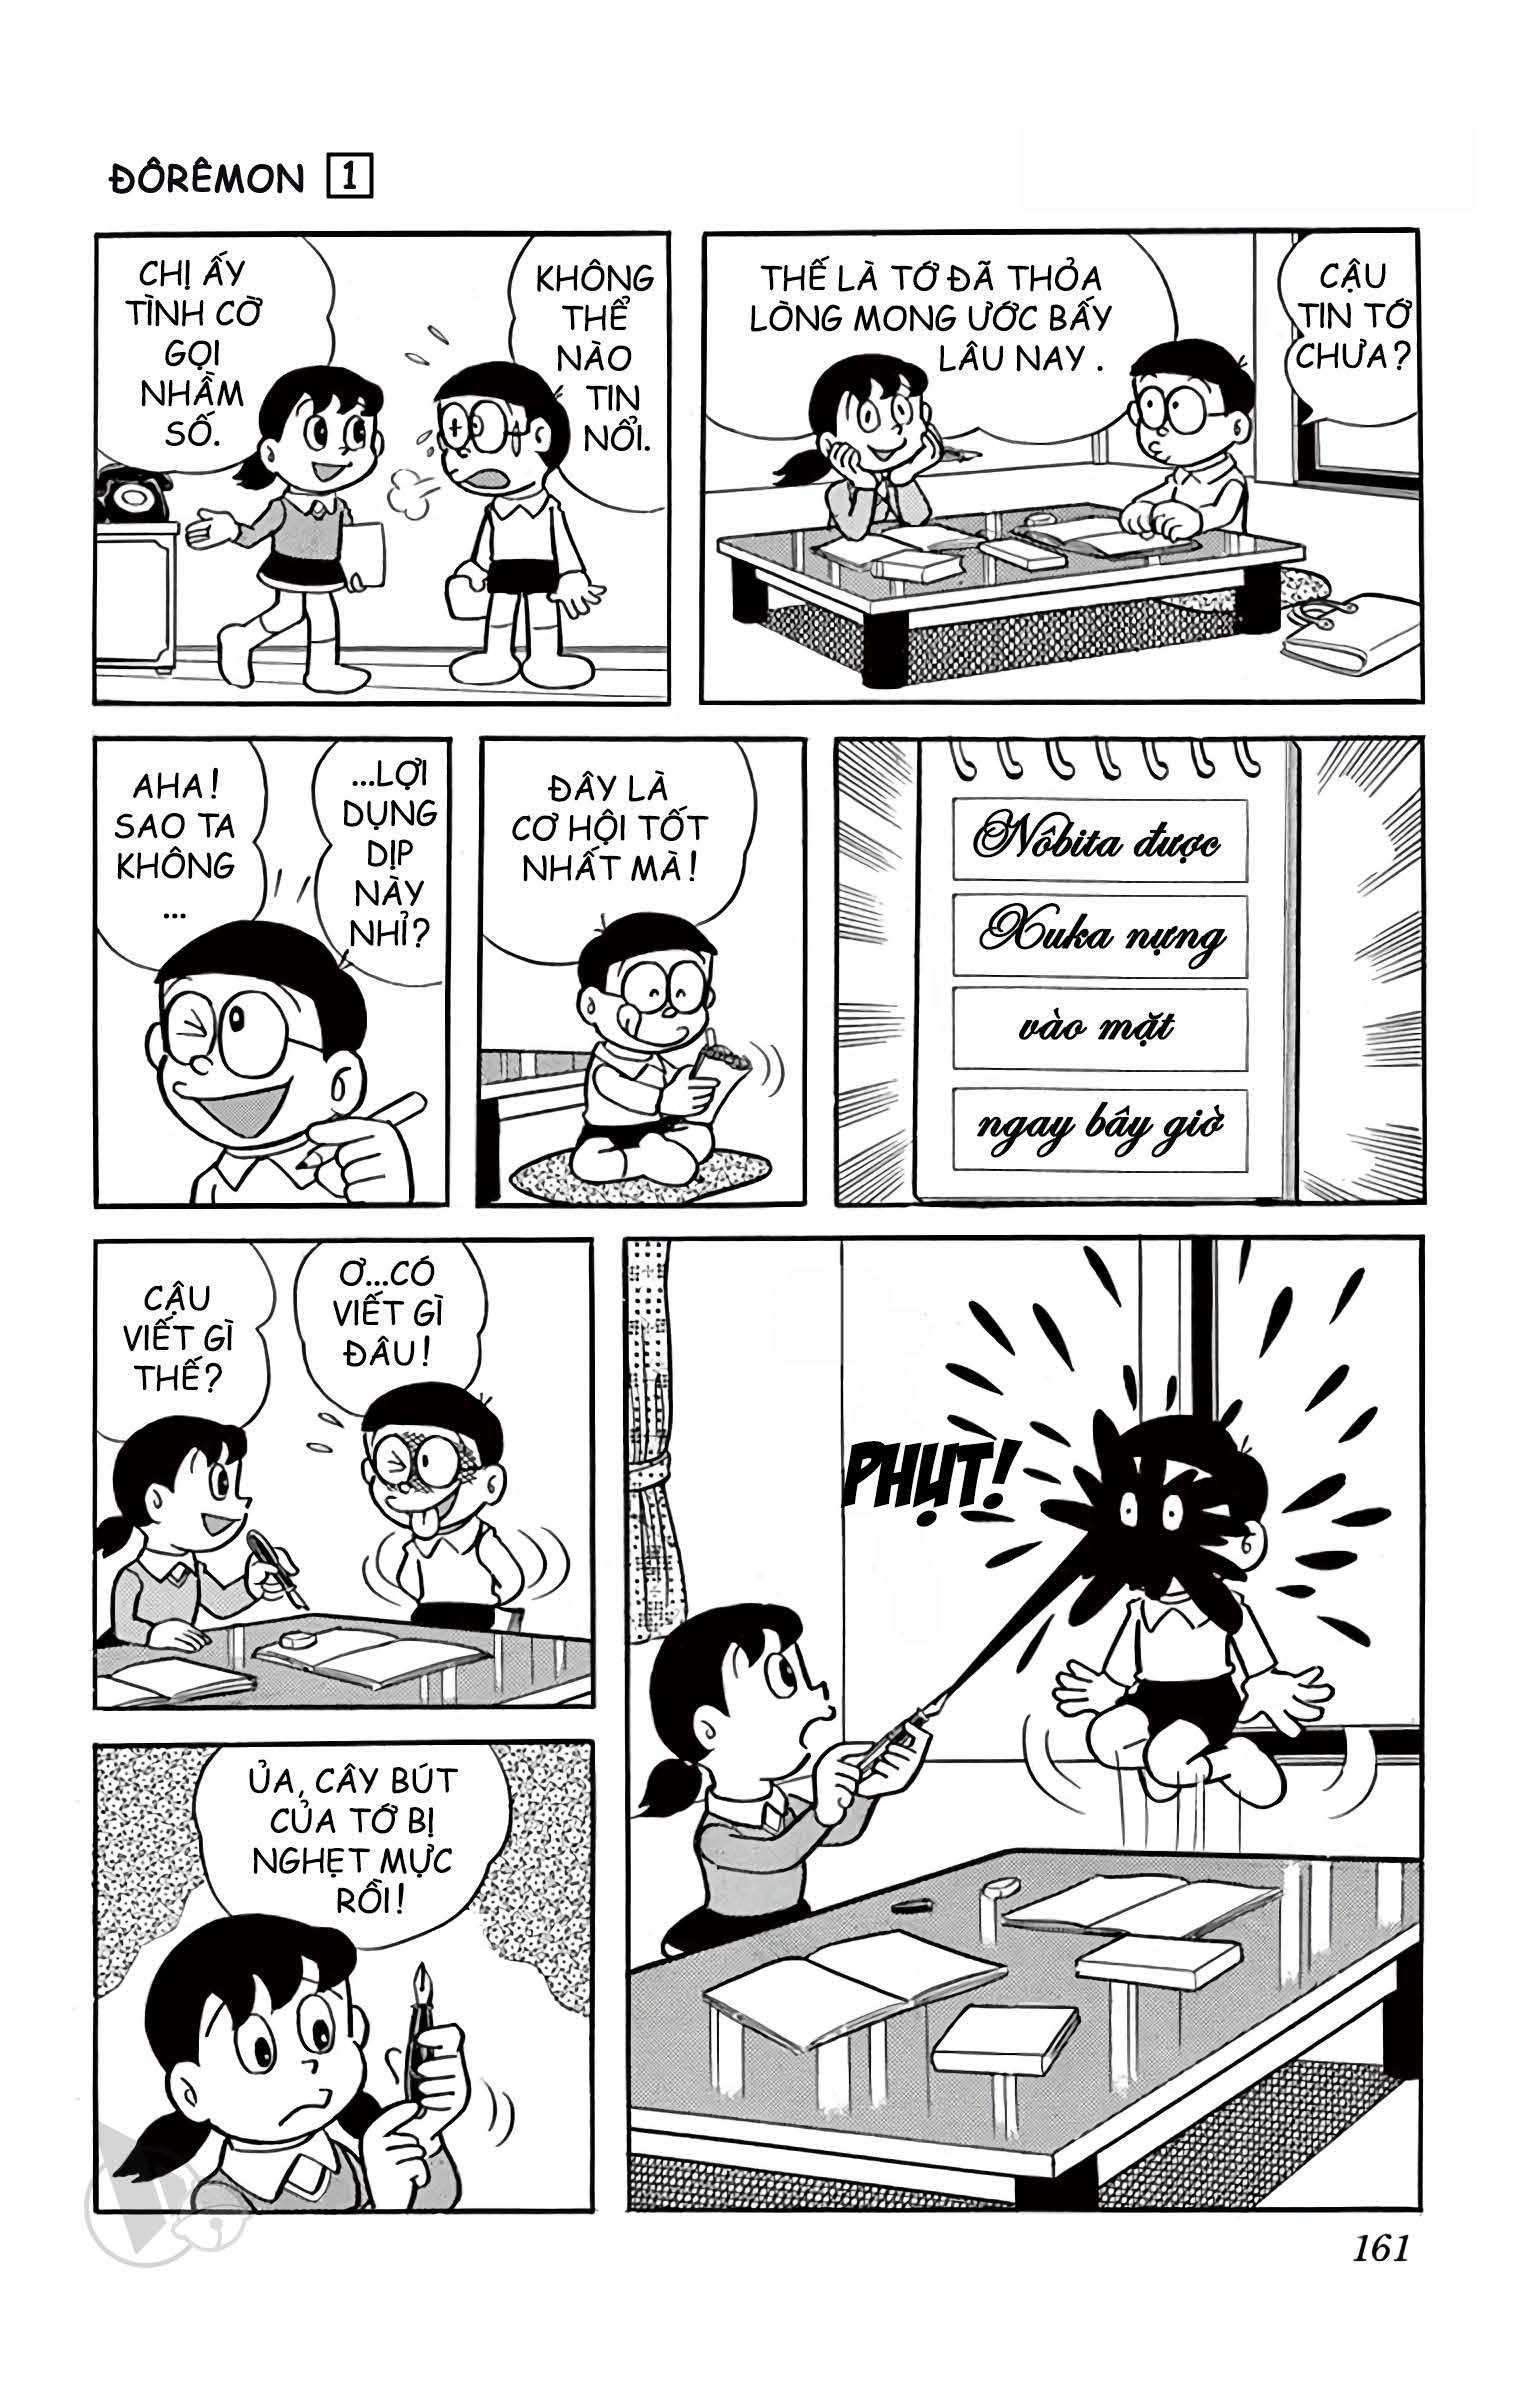 ĐÔRÊMON 1
CHỊ ẤY
TÌNH CỜ
GỌI
NHẦM
SỐ.
KHÔNG
THỂ
NÀO
TIN
NỔI.
THẾ LÀ TỚ ĐÃ THỎA
LÒNG MONG ƯỚC BẤY
LÂU NAY .
CẬU
TIN TỚ
CHƯA?
AHA!
SAO TA
KHÔNG
...
...LỢI
DỤNG
DỊP
NÀY
NHỈ?
ĐÂY LÀ
CƠ HỘI TỐT
NHẤT MÀ!
Nôbita được
Xuka nựng
vào mặt
ngay bây giờ
CẬU
VIẾT GÌ
THẾ?
Ơ...CÓ
VIẾT GÌ
ĐÂU!
ỦA, CÂY BÚT
CỦA TỚ BỊ
NGHẸT MỰC
RỒI!
PHỤT!
161